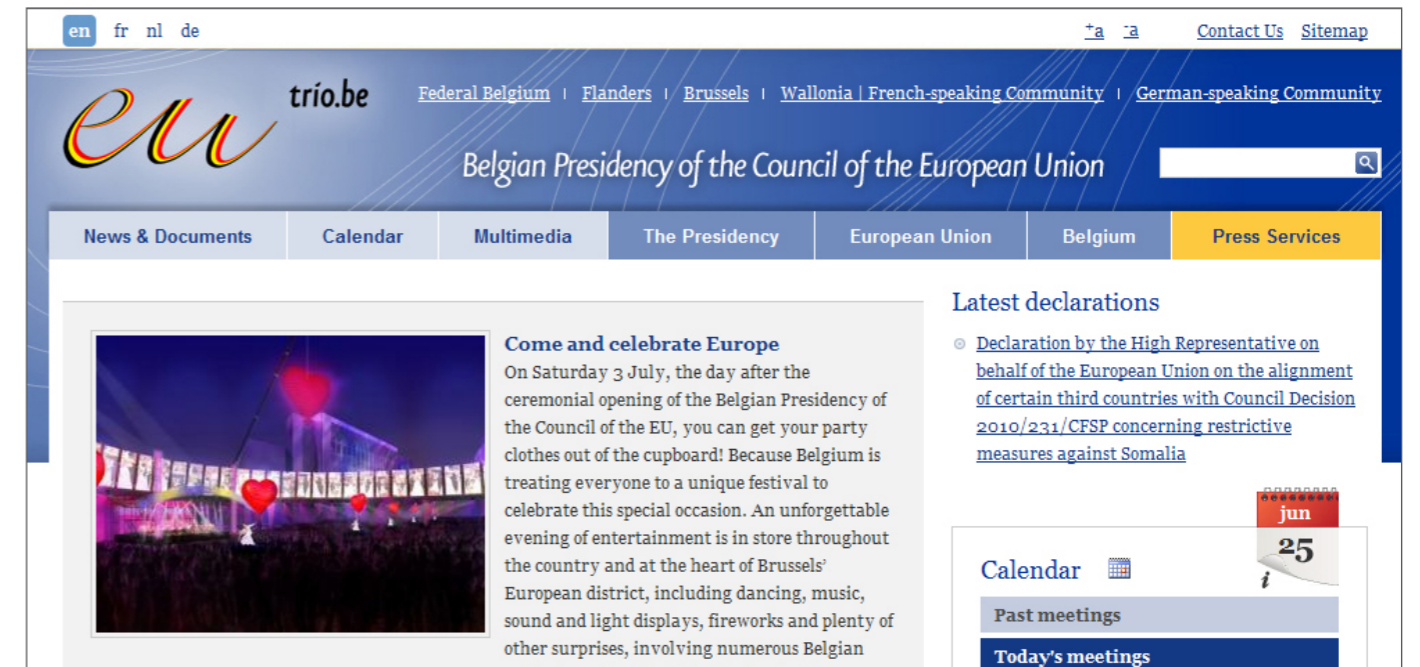 en fr nl de
+a -a Contact Us Sitemap
eu trio.be
Federal Belgium | Flanders | Brussels | Wallonia | French-speaking Community | German-speaking Community
Belgian Presidency of the Council of the European Union
News & Documents Calendar Multimedia The Presidency European Union Belgium Press Services
Come and celebrate Europe
On Saturday 3 July, the day after the
ceremonial opening of the Belgian Presidency of
the Council of the EU, you can get your party
clothes out of the cupboard! Because Belgium is
treating everyone to a unique festival to
celebrate this special occasion. An unforgettable
evening of entertainment is in store throughout
the country and at the heart of Brussels'
European district, including dancing, music,
sound and light displays, fireworks and plenty of
other surprises, involving numerous Belgian
Latest declarations
Declaration by the High Representative on
behalf of the European Union on the alignment
of certain third countries with Council Decision
2010/231/CFSP concerning restrictive
measures against Somalia
jun
25
i
Calendar
Past meetings
Today's meetings